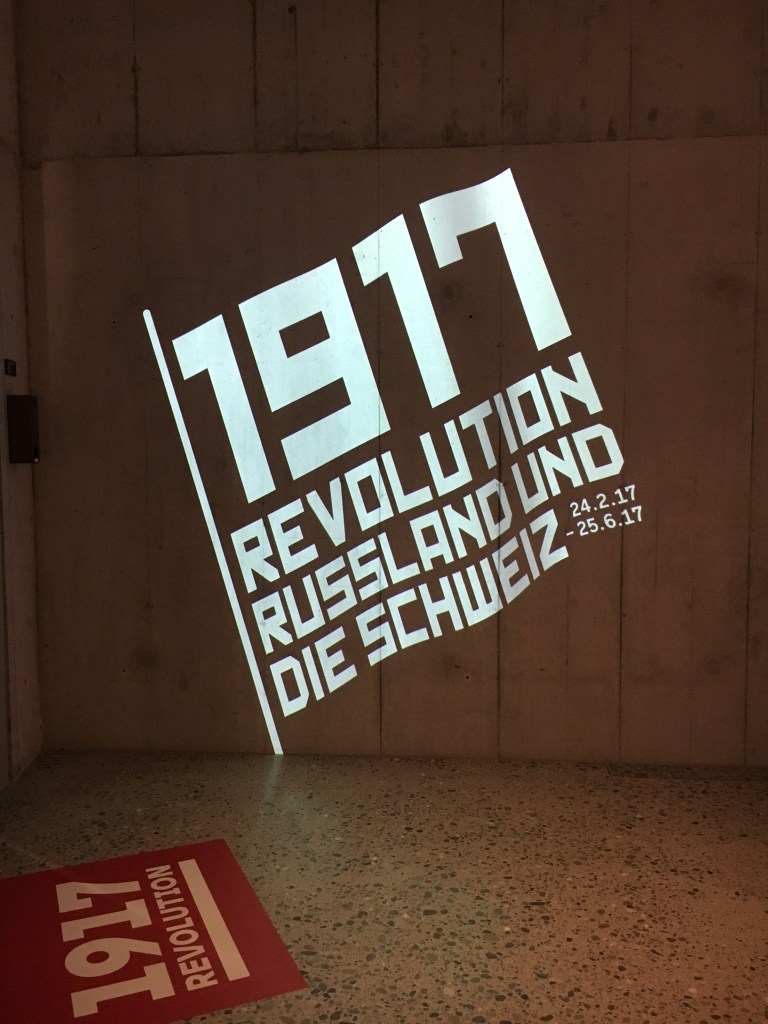 1917
REVOLUTION
RUSSLAND UND
DIE SCHWEIZ
24.2.17
– 25.6.17
1917
REVOLUTION